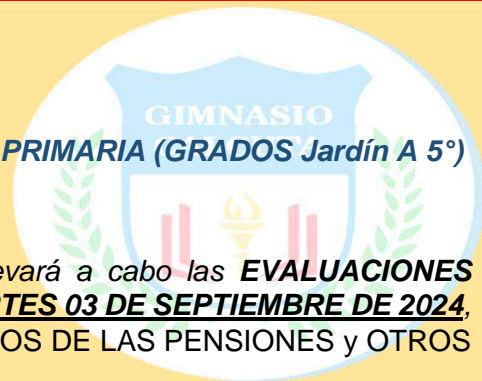 GIMNASIO
PRIMARIA (GRADOS Jardín A 5°)
evará a cabo las EVALUACIONES
RTES 03 DE SEPTIEMBRE DE 2024,
OS DE LAS PENSIONES y OTROS